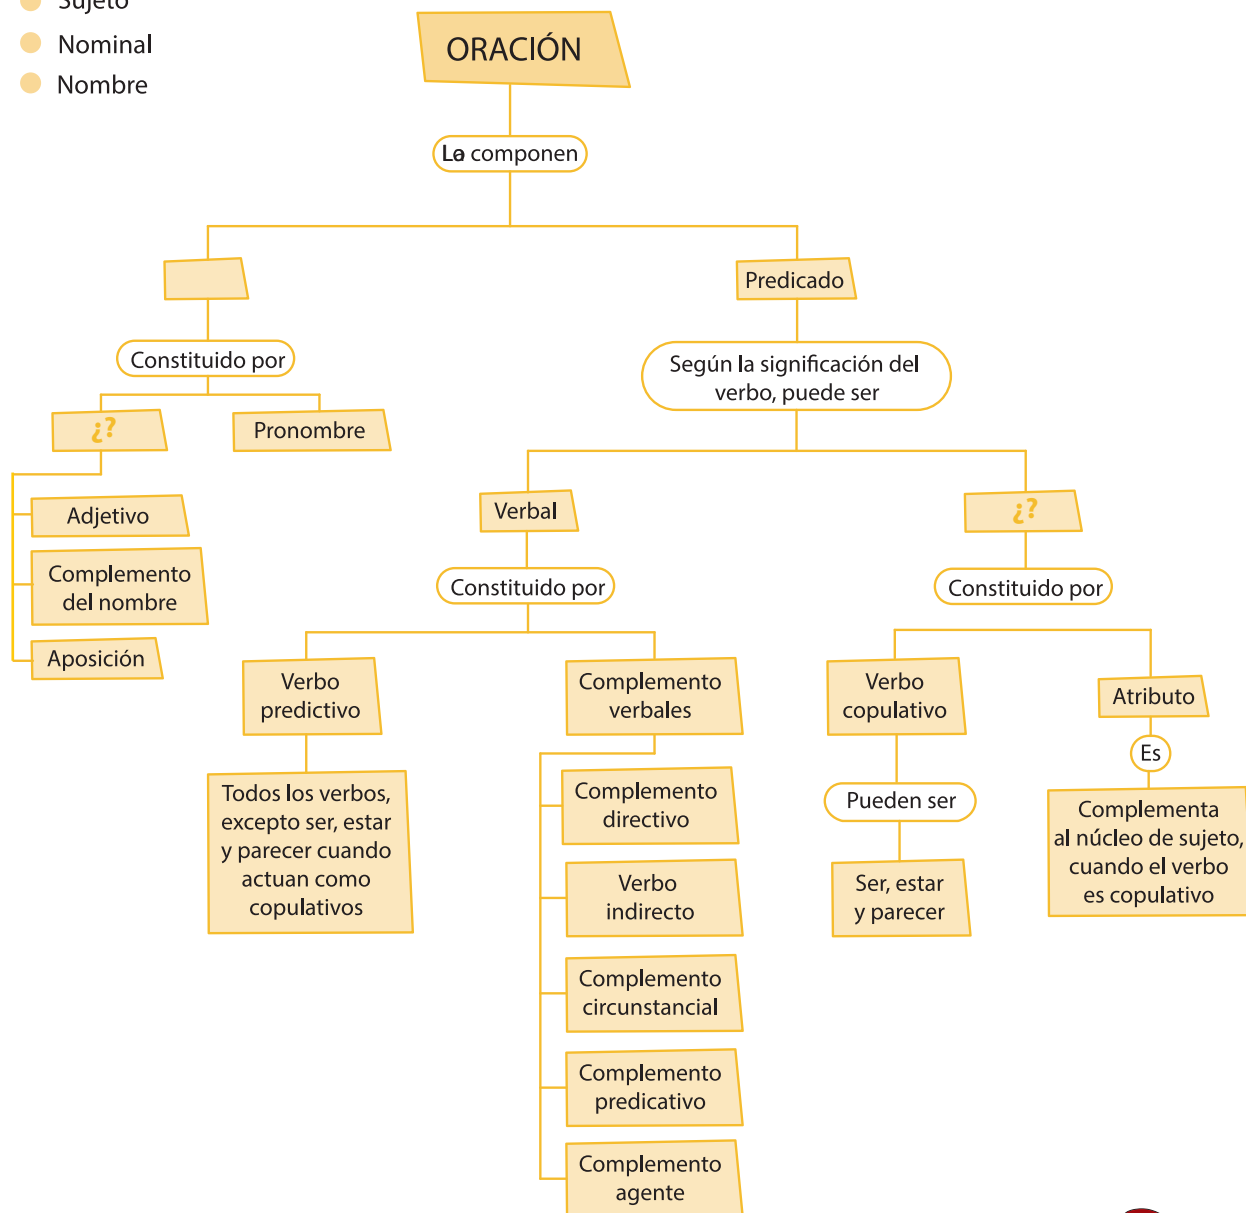 Sujeto
Nominal
Nombre
ORACIÓN
La componen
Predicado
Constituido por
Según la significación del
verbo, puede ser
¿?
Pronombre
Adjetivo
Complemento
del nombre
Aposición
Verbal
¿?
Constituido por
Constituido por
Verbo
predictivo
Complemento
verbales
Verbo
copulativo
Atributo
Es
Todos los verbos,
excepto ser, estar
y parecer cuando
actuan como
copulativos
Complemento
directivo
Verbo
indirecto
Complemento
circunstancial
Complemento
predicativo
Complemento
agente
Pueden ser
Ser, estar
y parecer
Complementa
al núcleo de sujeto,
cuando el verbo
es copulativo